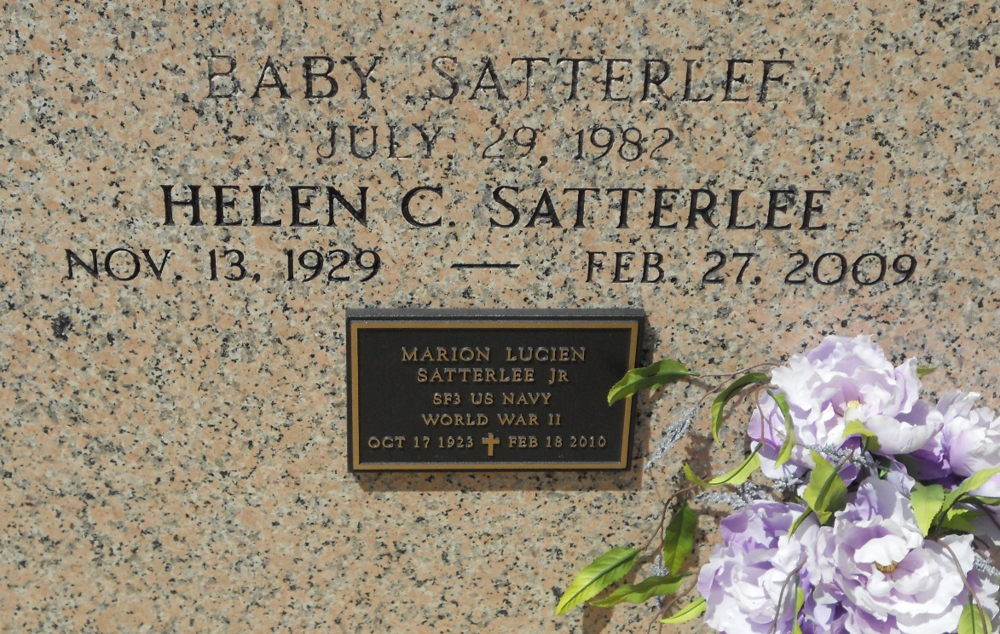 BABY SATTERLEE
JULY. 29, 1982
HELEN C. SATTERLEE
NOV. 13, 1929 — FEB. 27, 2009
MARION LUCIEN
SATTERLEE JR
SF3 US NAVY
WORLD WAR II
OCT 17 1923 ✝ FEB 18 2010